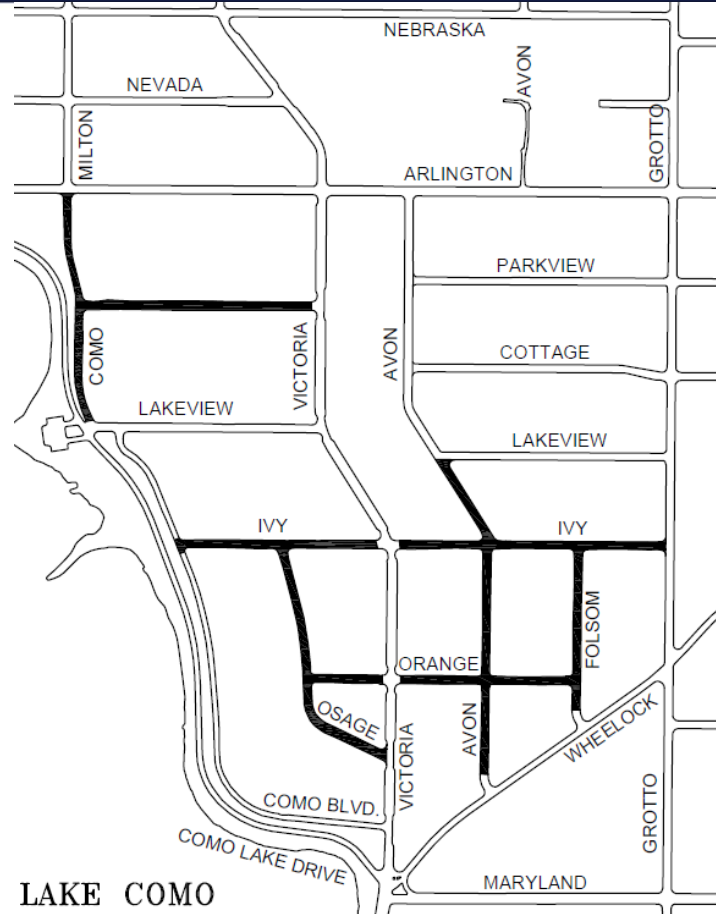 NEBRASKA
NEVADA
AVON
MILTON
GROTTO
ARLINGTON
PARKVIEW
COMO
VICTORIA
AVON
COTTAGE
LAKEVIEW
LAKEVIEW
IVY
IVY
FOLSOM
ORANGE
OSAGE
AVON
WHEELOCK
VICTORIA
COMO BLVD.
GROTTO
COMO LAKE DRIVE
MARYLAND
LAKE COMO